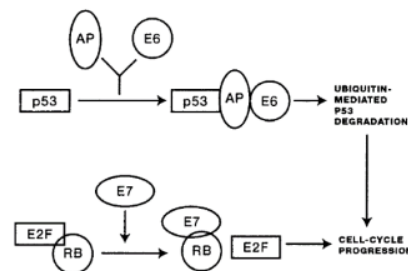 AP
E6
p53
p53
AP
E6
UBIQUITIN-
MEDIATED
P53
DEGRADATION
E7
E2F
RB
E7
RB
E2F
CELL-CYCLE
PROGRESSION